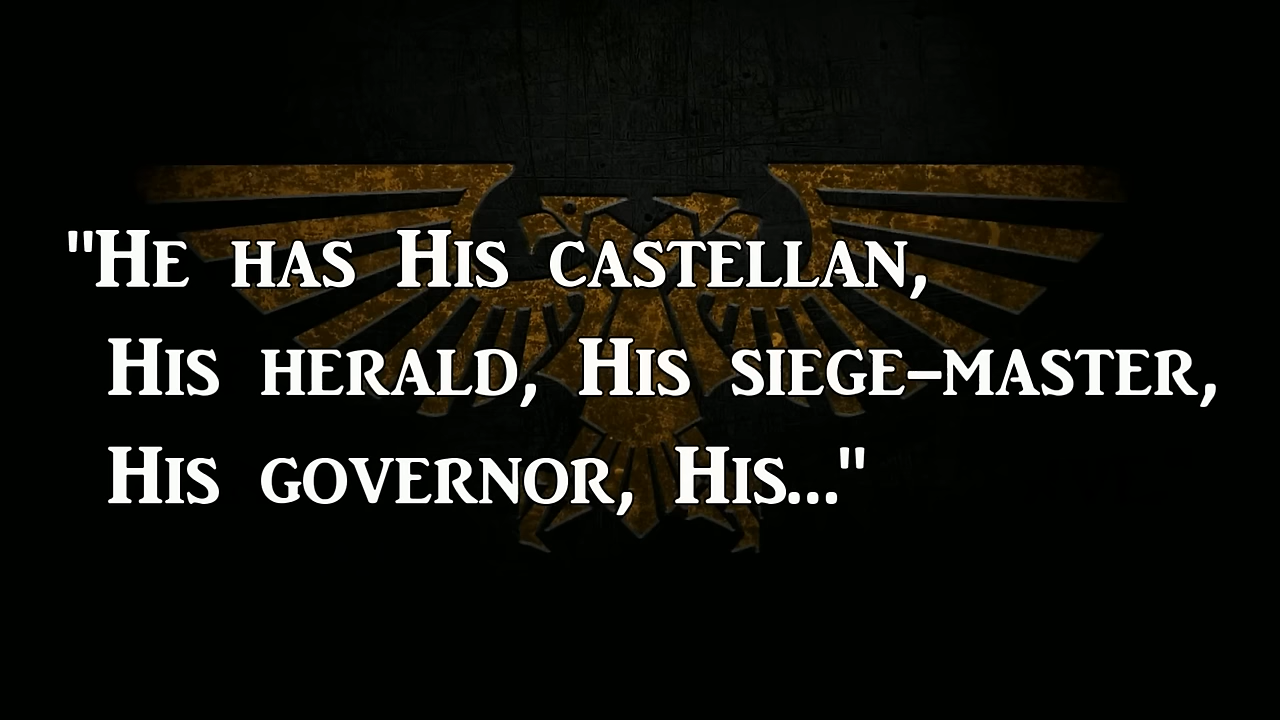 "He has His castellan,
His herald, His siege-master,
His governor, His..."